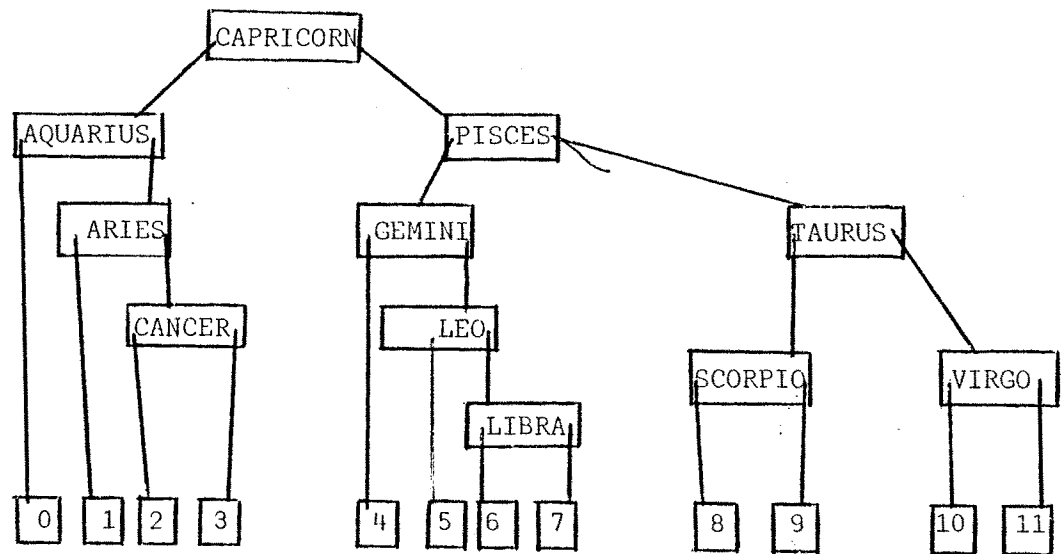 CAPRICORN
AQUARIUS PISCES
ARIES GEMINI TAURUS
CANCER LEO
SCORPIO VIRGO
LIBRA
0 1 2 3 4 5 6 7 8 9 10 11